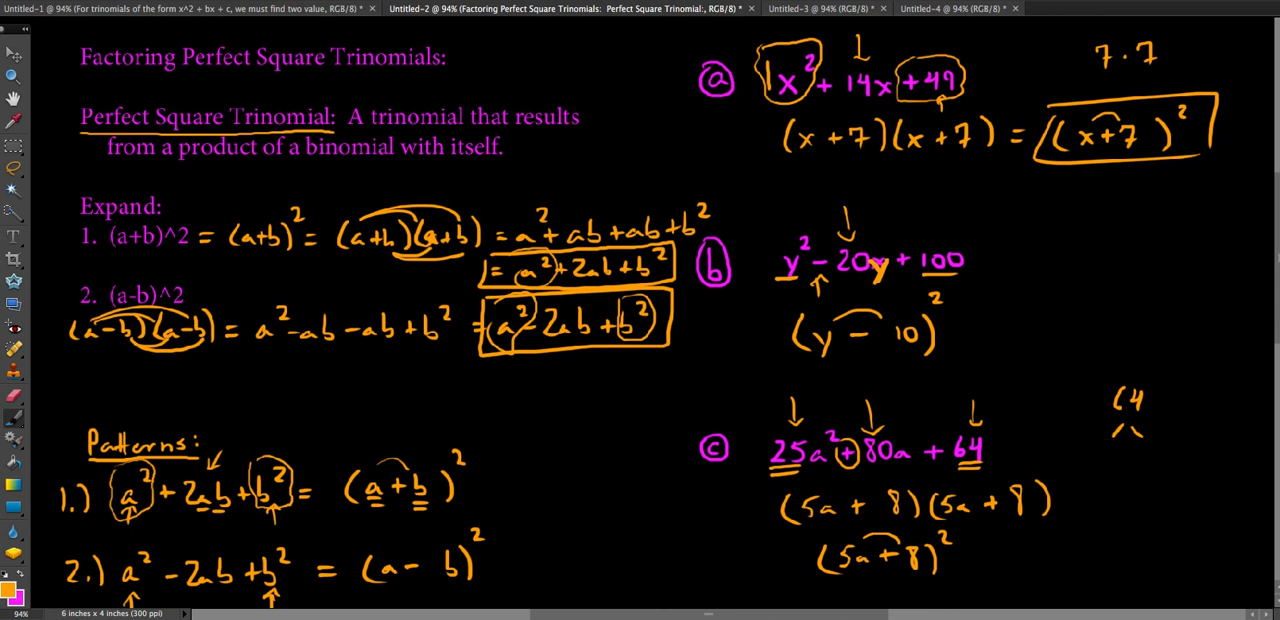 Untitled-1 @ 94% (For trinomials of the form x^2 + bx + c, we must find two value, RGB/8) * × Untitled-2 @ 94% (Factoring Perfect Square Trinomials:  Perfect Square Trinomial:, RGB/8) * × Untitled-3 @ 94% (RGB/8) * × Untitled-4 @ 94% (RGB/8) * ×
Factoring Perfect Square Trinomials:
Perfect Square Trinomial: A trinomial that results
from a product of a binomial with itself.
Expand:
1. (a+b)^2 = (a+b)² = (a+b)(a+b) = a² + ab + ab + b²
= a² + 2ab + b²
2. (a-b)^2
(a-b)(a-b) = a² - ab - ab + b² = a² - 2ab + b²
Patterns:
1.) a² + 2ab + b² = (a + b)²
2.) a² - 2ab + b² = (a - b)²
7 · 7
a 1x² + 14x + 49
(x + 7)(x + 7) = (x + 7)²
b y² - 20y + 100
(y - 10)²
(4
c 25a² + 80a + 64
(5a + 8)(5a + 8)
(5a + 8)²
94% 6 inches x 4 inches (300 ppi)